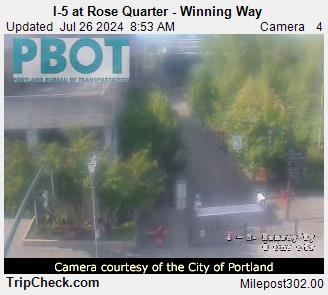 I-5 at Rose Quarter - Winning Way
Updated Jul 26 2024 8:53 AM Camera 4
PBOT
PORTLAND BUREAU OF TRANSPORTATION
Camera courtesy of the City of Portland
TripCheck.com Milepost302.00